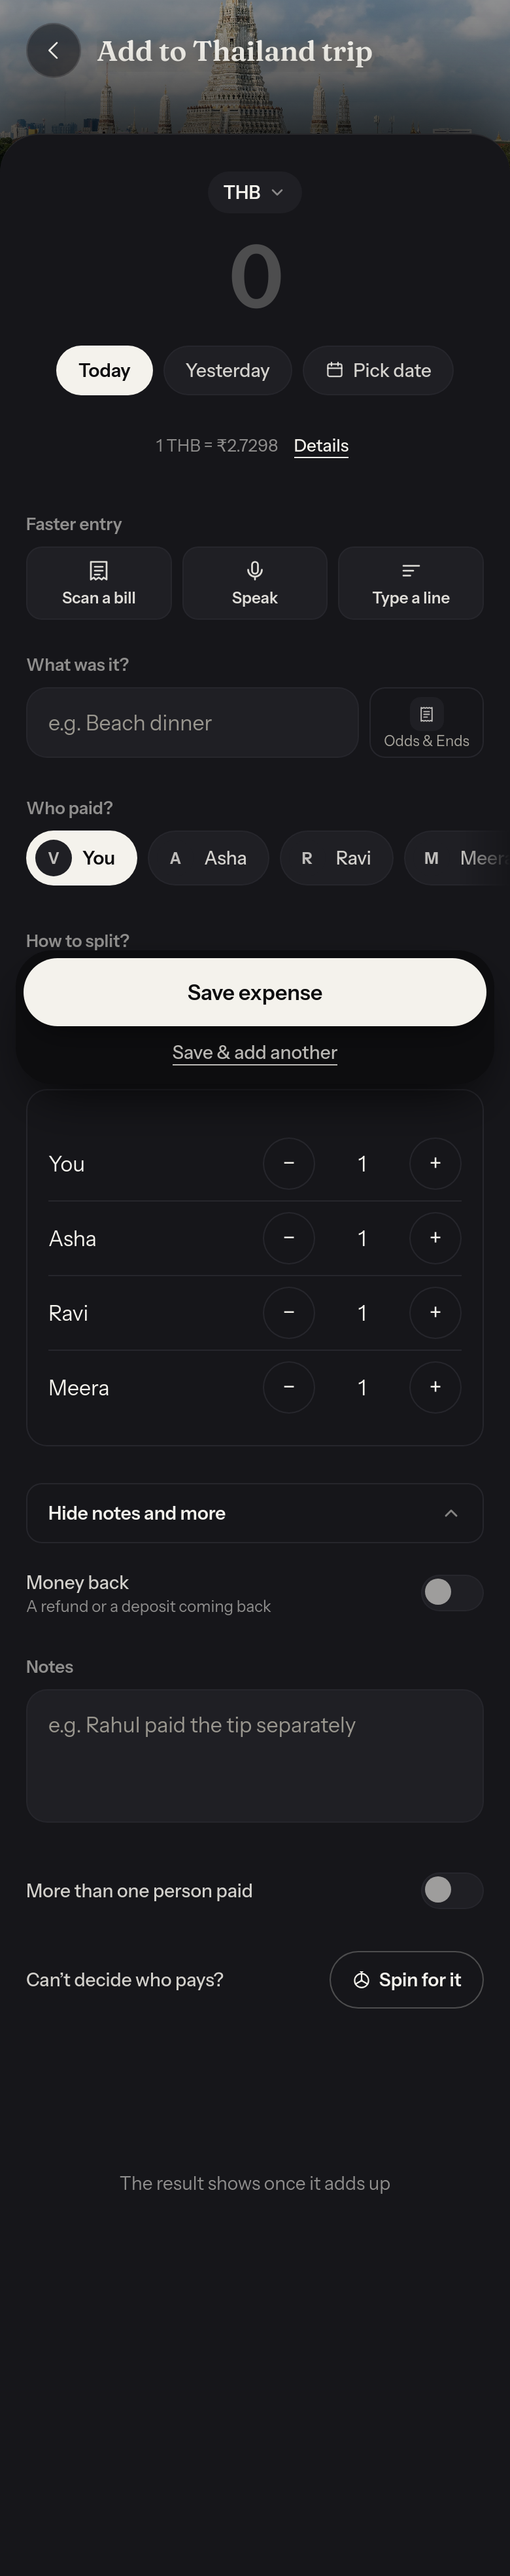 Add to Thailand trip
THB
0
Today Yesterday Pick date
1 THB = ₹2.7298 Details
Faster entry
Scan a bill Speak Type a line
What was it?
e.g. Beach dinner
Odds & Ends
Who paid?
V You A Asha R Ravi M Meera
How to split?
Save expense
Save & add another
You − 1 +
Asha − 1 +
Ravi − 1 +
Meera − 1 +
Hide notes and more
Money back
A refund or a deposit coming back
Notes
e.g. Rahul paid the tip separately
More than one person paid
Can’t decide who pays? Spin for it
The result shows once it adds up